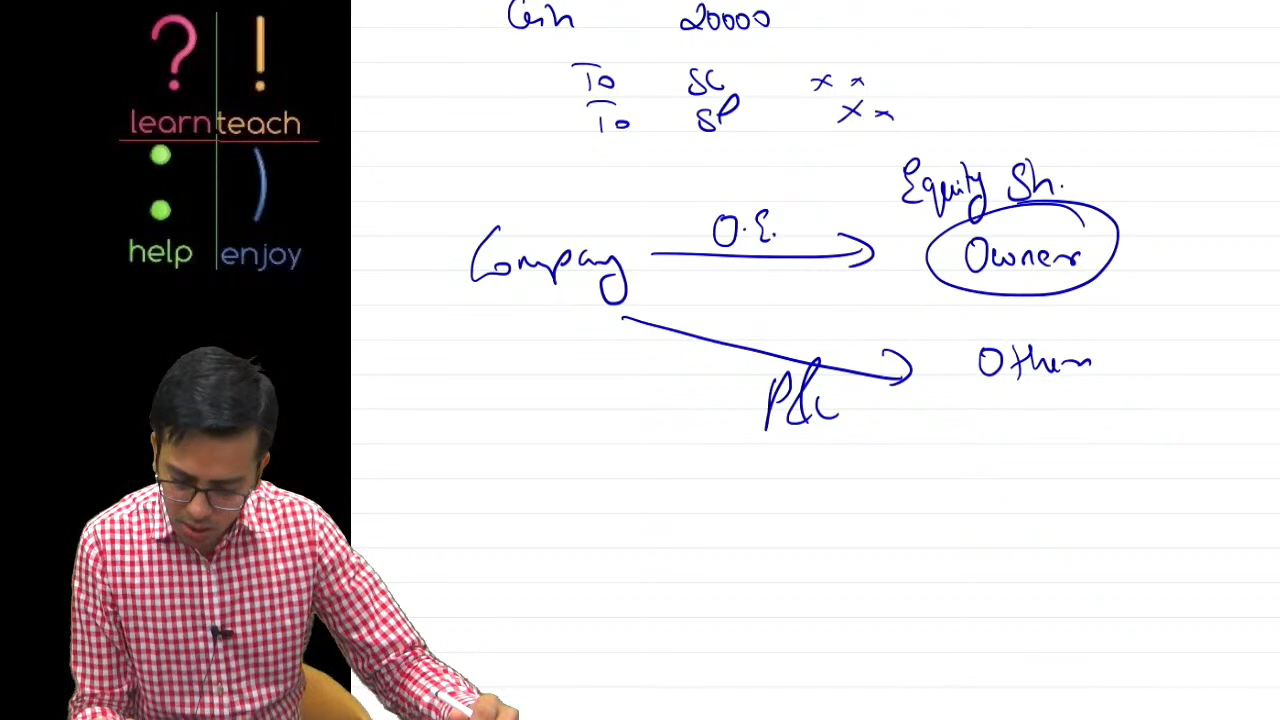 ? !
learn teach
: )
help enjoy
Cash 20000
To SC x x
To SP x x
Equity Sh.
Company O.E. Owner
P&L Others